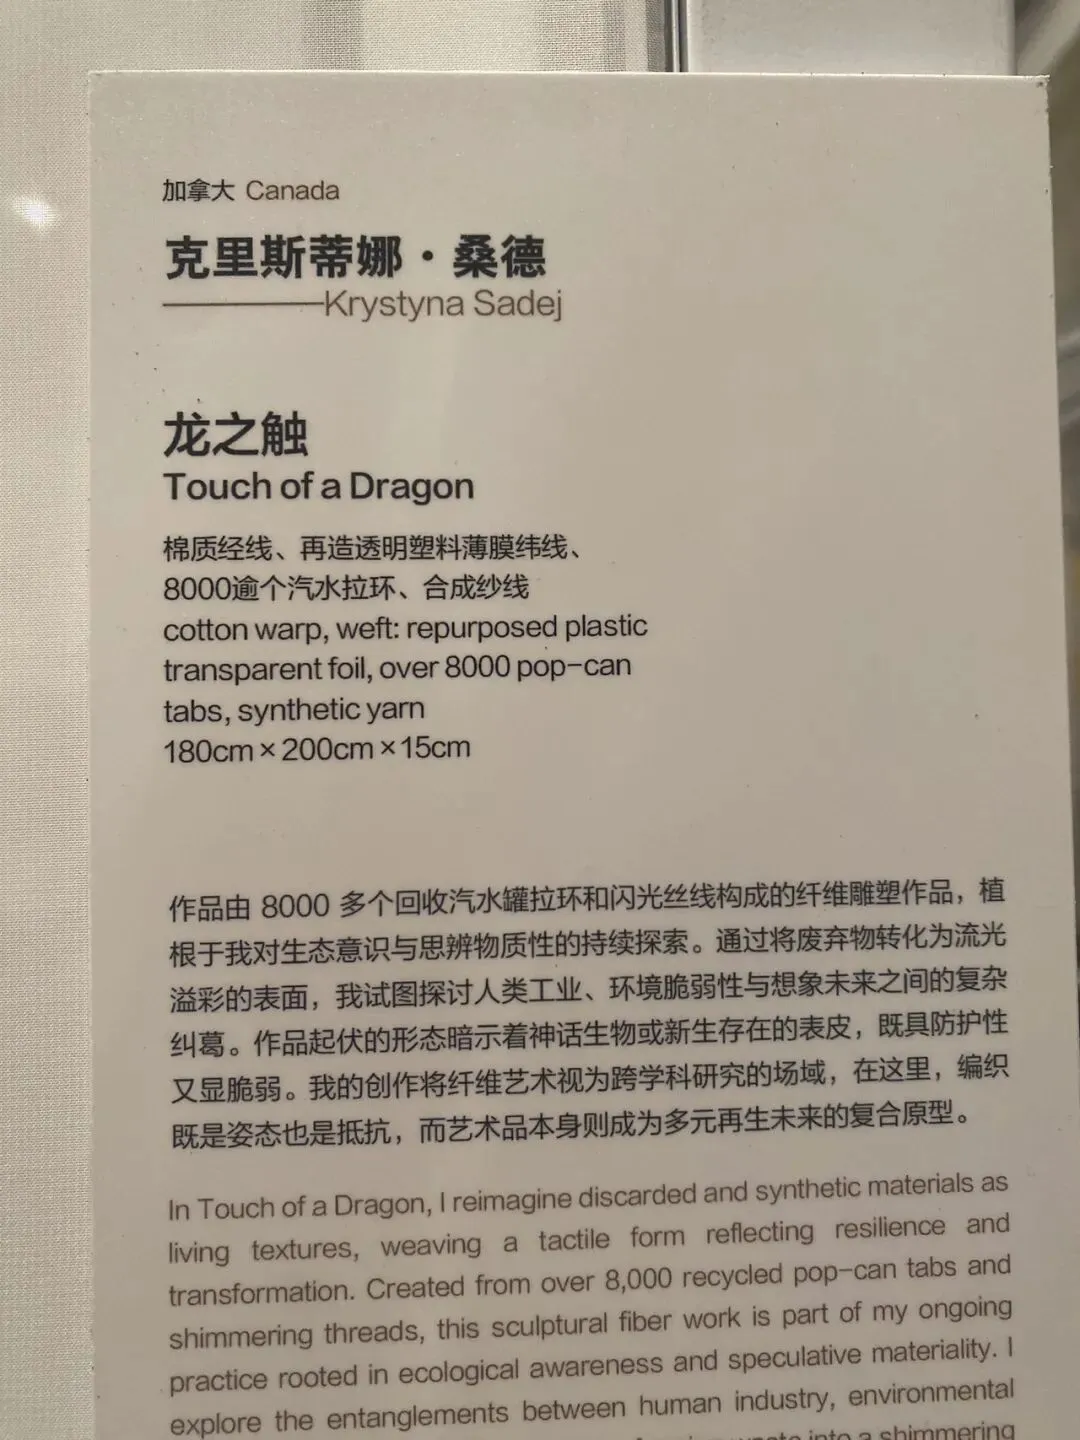 加拿大 Canada
克里斯蒂娜·桑德
Krystyna Sadej
龙之触
Touch of a Dragon
棉质经线、再造透明塑料薄膜纬线、
8000逾个汽水拉环、合成纱线
cotton warp, weft: repurposed plastic
transparent foil, over 8000 pop-can
tabs, synthetic yarn
180cm×200cm×15cm
作品由 8000 多个回收汽水罐拉环和闪光丝线构成的纤维雕塑作品，植
根于我对生态意识与思辨物质性的持续探索。通过将废弃物转化为流光
溢彩的表面，我试图探讨人类工业、环境脆弱性与想象未来之间的复杂
纠葛。作品起伏的形态暗示着神话生物或新生存在的表皮，既具防护性
又显脆弱。我的创作将纤维艺术视为跨学科研究的场域，在这里，编织
既是姿态也是抵抗，而艺术品本身则成为多元再生未来的复合原型。
In Touch of a Dragon, I reimagine discarded and synthetic materials as
living textures, weaving a tactile form reflecting resilience and
transformation. Created from over 8,000 recycled pop-can tabs and
shimmering threads, this sculptural fiber work is part of my ongoing
practice rooted in ecological awareness and speculative materiality. I
explore the entanglements between human industry, environmental
into a shimmering